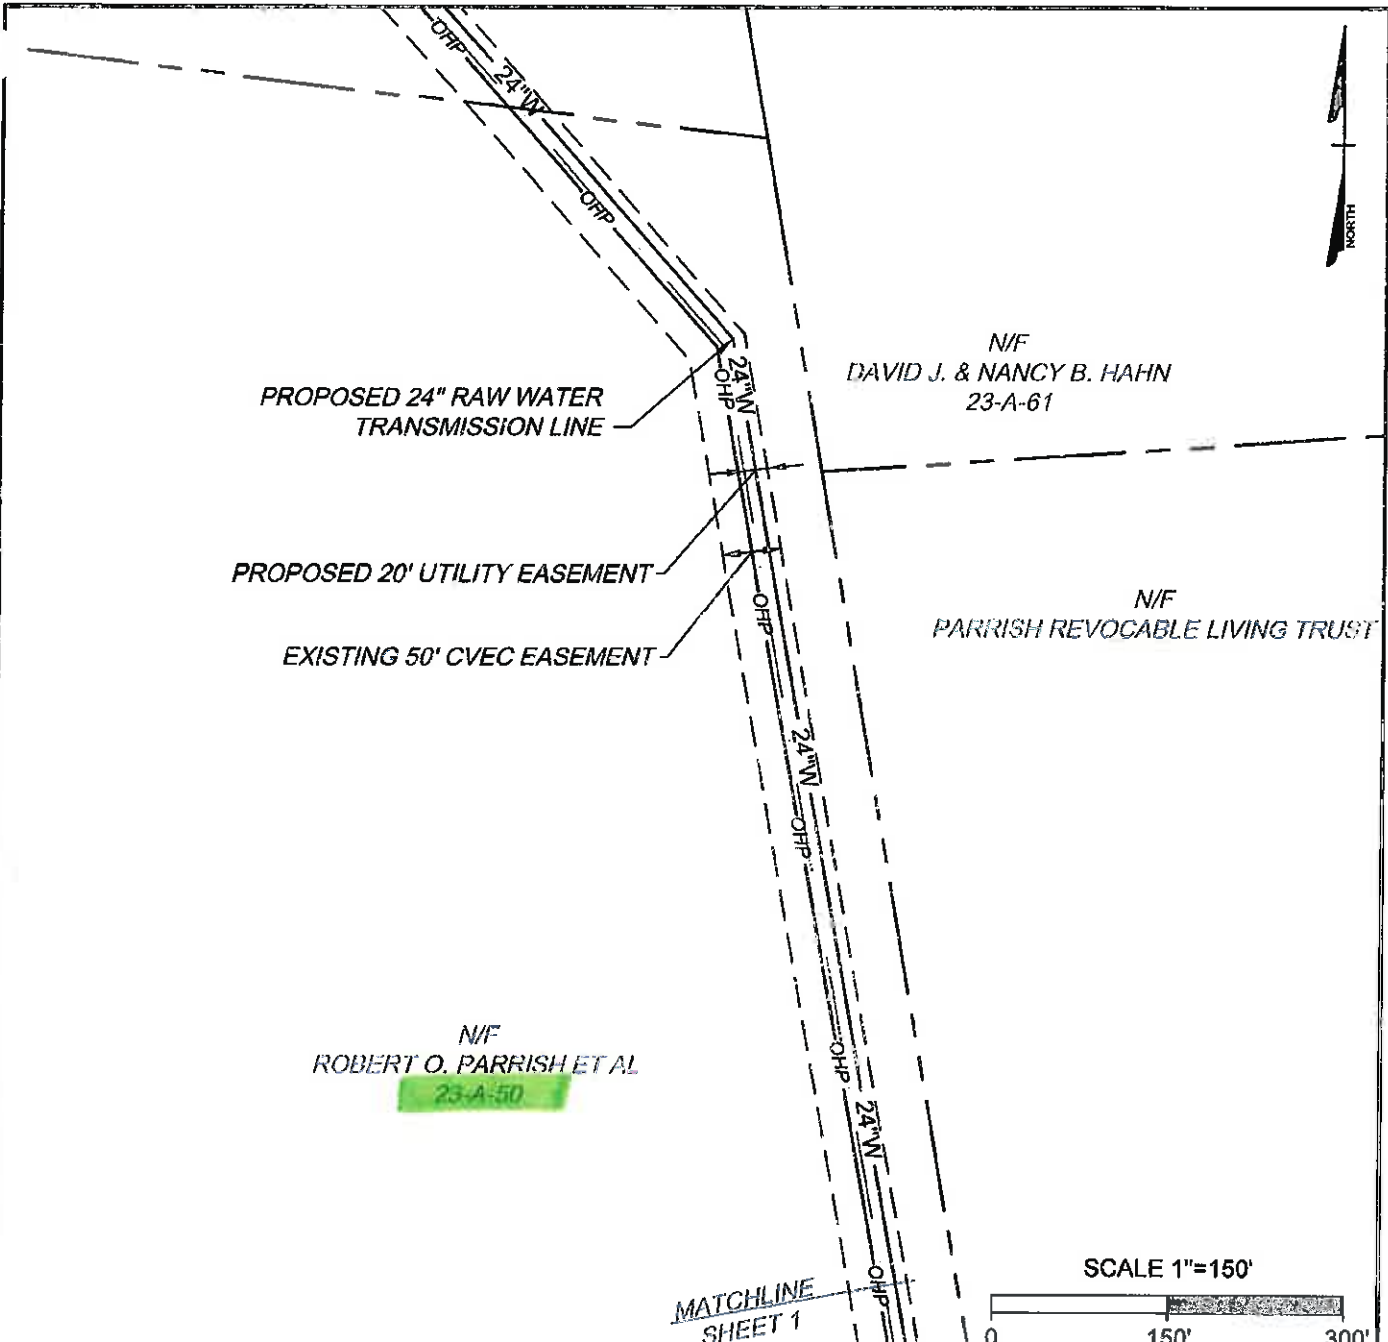 OHP
24"W
OHP
NORTH
N/F
DAVID J. & NANCY B. HAHN
23-A-61
PROPOSED 24" RAW WATER
TRANSMISSION LINE
24"W
OHP
PROPOSED 20' UTILITY EASEMENT
OHP
N/F
PARRISH REVOCABLE LIVING TRUST
EXISTING 50' CVEC EASEMENT
24"W
OHP
N/F
ROBERT O. PARRISH ET AL
23-A-50
OHP
24"W
OHP
MATCHLINE
SHEET 1
SCALE 1"=150'
0 150' 300'